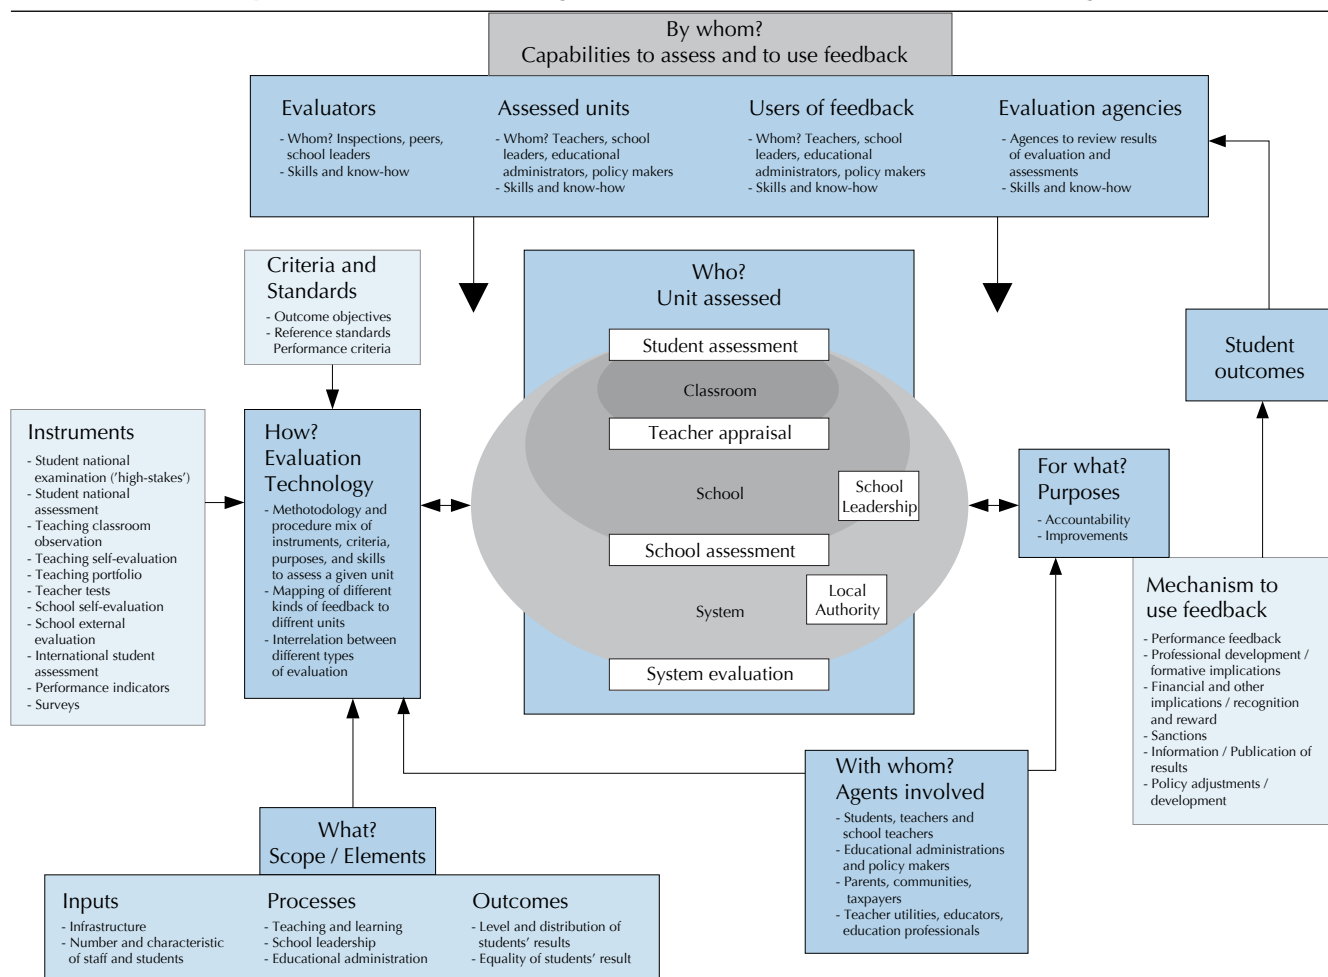 By whom?
Capabilities to assess and to use feedback
Evaluators
- Whom? Inspections, peers,
school leaders
- Skills and know-how
Assessed units
- Whom? Teachers, school
leaders, educational
administrators, policy makers
- Skills and know-how
Users of feedback
- Whom? Teachers, school
leaders, educational
administrators, policy makers
- Skills and know-how
Evaluation agencies
- Agences to review results
of evaluation and
assessments
- Skills and know-how
Criteria and
Standards
- Outcome objectives
- Reference standards
Performance criteria
Who?
Unit assessed
Student assessment
Classroom
Teacher appraisal
School
School
Leadership
School assessment
System
Local
Authority
System evaluation
Student
outcomes
Instruments
- Student national
examination ('high-stakes')
- Student national
assessment
- Teaching classroom
observation
- Teaching self-evaluation
- Teaching portfolio
- Teacher tests
- School self-evaluation
- School external
evaluation
- International student
assessment
- Performance indicators
- Surveys
How?
Evaluation
Technology
- Methotodology and
procedure mix of
instruments, criteria,
purposes, and skills
to assess a given unit
- Mapping of different
kinds of feedback to
diffrent units
- Interrelation between
different types
of evaluation
For what?
Purposes
- Accountability
- Improvements
Mechanism to
use feedback
- Performance feedback
- Professional development /
formative implications
- Financial and other
implications / recognition
and reward
- Sanctions
- Information / Publication of
results
- Policy adjustments /
development
With whom?
Agents involved
- Students, teachers and
school teachers
- Educational administrations
and policy makers
- Parents, communities,
taxpayers
- Teacher utilities, educators,
education professionals
What?
Scope / Elements
Inputs
- Infrastructure
- Number and characteristic
of staff and students
Processes
- Teaching and learning
- School leadership
- Educational administration
Outcomes
- Level and distribution of
students' results
- Equality of students' result